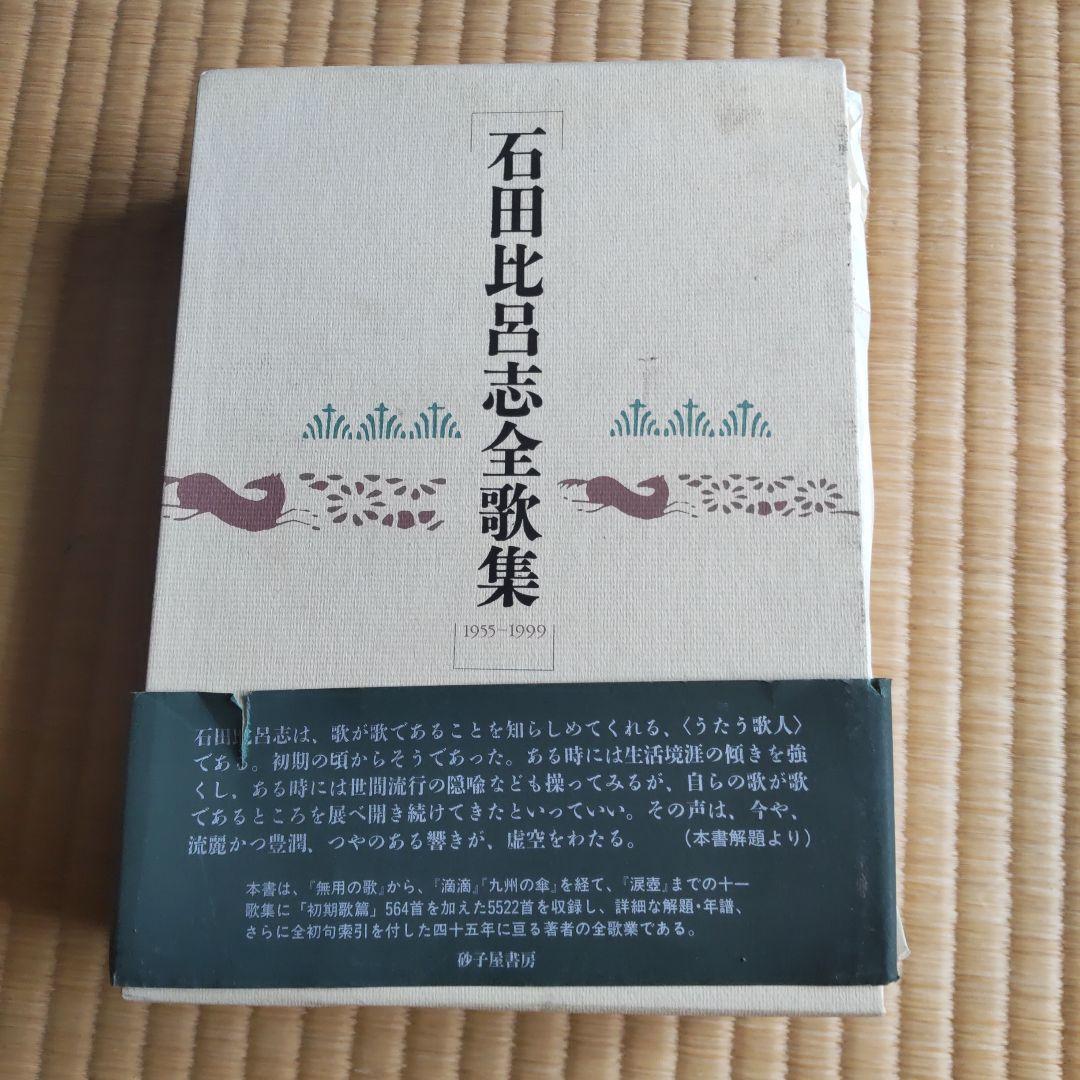 石田比呂志全歌集
1955–1999
石田比呂志は、歌が歌であることを知らしめてくれる、〈うたう歌人〉
である。初期の頃からそうであった。ある時には生活境涯の傾きを強
くし、ある時には世間流行の隠喩なども操ってみるが、自らの歌が歌
であるところを展べ開き続けてきたといっていい。その声は、今や、
流麗かつ豊潤、つやのある響きが、虚空をわたる。　（本書解題より）
本書は、『無用の歌』から、『滴滴』『九州の傘』を経て、『涙壺』までの十一
歌集に「初期歌篇」564首を加えた5522首を収録し、詳細な解題・年譜、
さらに全初句索引を付した四十五年に亘る著者の全歌業である。
砂子屋書房